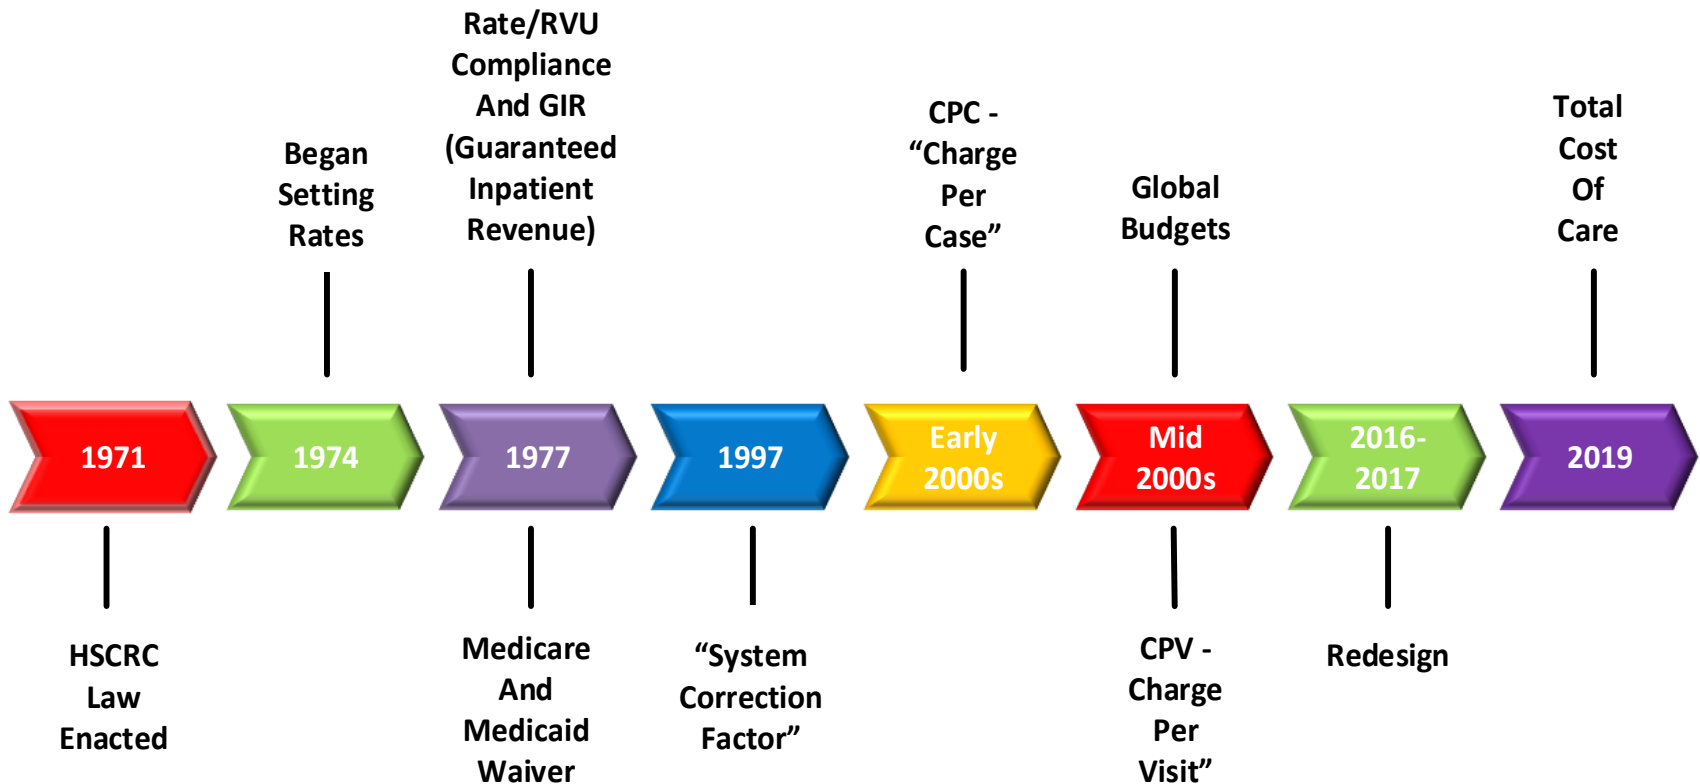 Rate/RVU
Compliance
And GIR
(Guaranteed
Inpatient
Revenue)
Began
Setting
Rates
CPC -
“Charge
Per
Case”
Global
Budgets
Total
Cost
Of
Care
1971
1974
1977
1997
Early
2000s
Mid
2000s
2016-
2017
2019
HSCRC
Law
Enacted
Medicare
And
Medicaid
Waiver
“System
Correction
Factor”
CPV -
Charge
Per
Visit”
Redesign